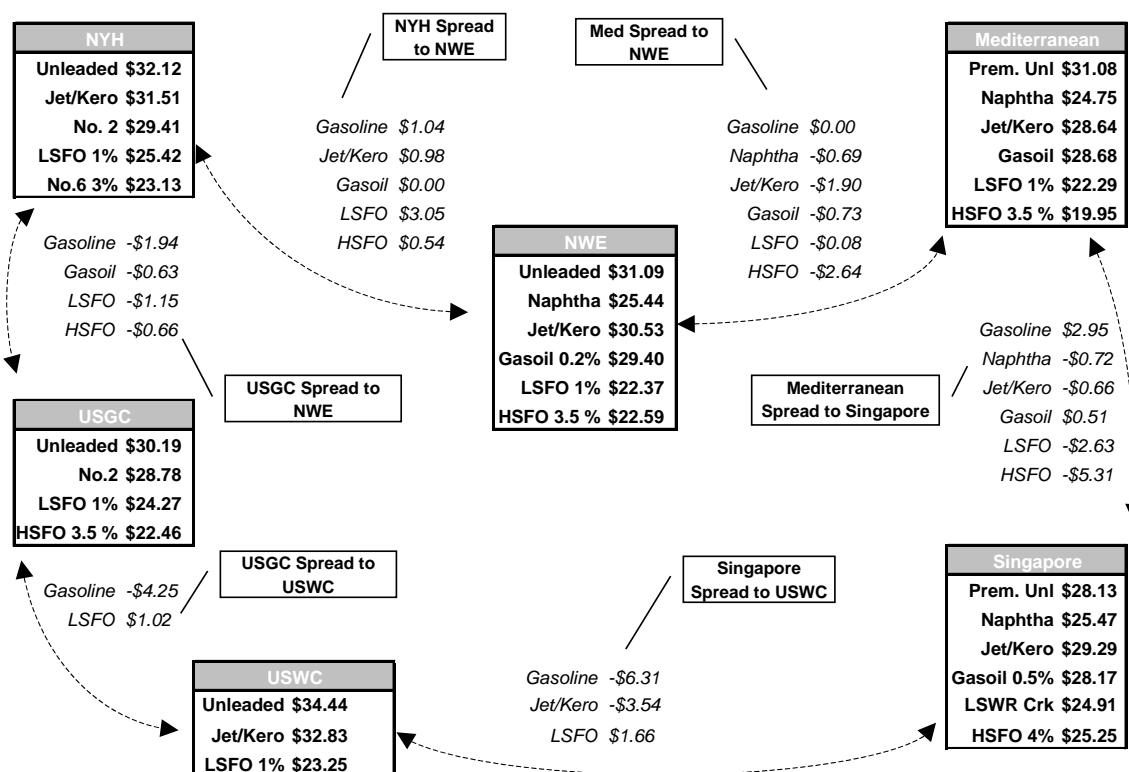 NYH
Unleaded $32.12
Jet/Kero $31.51
No. 2 $29.41
LSFO 1% $25.42
No.6 3% $23.13
NYH Spread
to NWE
Gasoline $1.04
Jet/Kero $0.98
Gasoil $0.00
LSFO $3.05
HSFO $0.54
Med Spread to
NWE
Gasoline $0.00
Naphtha -$0.69
Jet/Kero -$1.90
Gasoil -$0.73
LSFO -$0.08
HSFO -$2.64
Mediterranean
Prem. Unl $31.08
Naphtha $24.75
Jet/Kero $28.64
Gasoil $28.68
LSFO 1% $22.29
HSFO 3.5 % $19.95
Gasoline -$1.94
Gasoil -$0.63
LSFO -$1.15
HSFO -$0.66
USGC Spread to
NWE
NWE
Unleaded $31.09
Naphtha $25.44
Jet/Kero $30.53
Gasoil 0.2% $29.40
LSFO 1% $22.37
HSFO 3.5 % $22.59
Mediterranean
Spread to Singapore
Gasoline $2.95
Naphtha -$0.72
Jet/Kero -$0.66
Gasoil $0.51
LSFO -$2.63
HSFO -$5.31
USGC
Unleaded $30.19
No.2 $28.78
LSFO 1% $24.27
HSFO 3.5 % $22.46
USGC Spread to
USWC
Gasoline -$4.25
LSFO $1.02
Singapore
Spread to USWC
Gasoline -$6.31
Jet/Kero -$3.54
LSFO $1.66
Singapore
Prem. Unl $28.13
Naphtha $25.47
Jet/Kero $29.29
Gasoil 0.5% $28.17
LSWR Crk $24.91
HSFO 4% $25.25
USWC
Unleaded $34.44
Jet/Kero $32.83
LSFO 1% $23.25